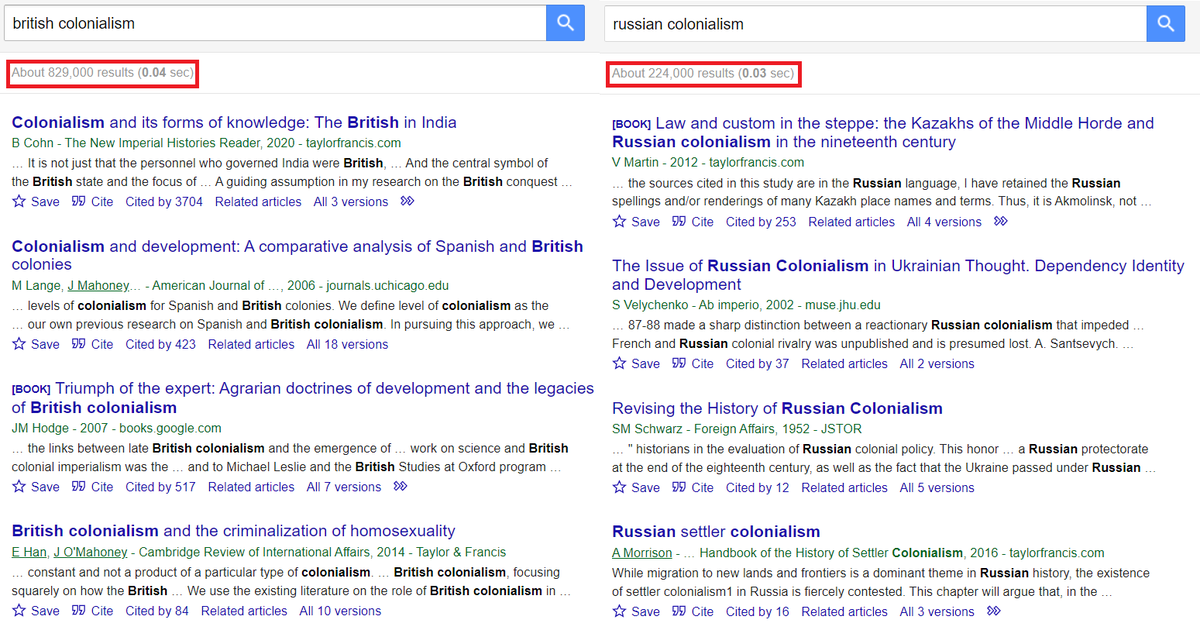 british colonialism
About 829,000 results (0.04 sec)
Colonialism and its forms of knowledge: The British in India
B Cohn - The New Imperial Histories Reader, 2020 - taylorfrancis.com
… It is not just that the personnel who governed India were British, … And the central symbol of
the British state and the focus of … A guiding assumption in my research on the British conquest …
Save Cite Cited by 3704 Related articles All 3 versions
Colonialism and development: A comparative analysis of Spanish and British
colonies
M Lange, J Mahoney… - American Journal of …, 2006 - journals.uchicago.edu
… levels of colonialism for Spanish and British colonies. We define level of colonialism as the
… our own previous research on Spanish and British colonialism. In pursuing this approach, we …
Save Cite Cited by 423 Related articles All 18 versions
[BOOK] Triumph of the expert: Agrarian doctrines of development and the legacies
of British colonialism
JM Hodge - 2007 - books.google.com
… the links between late British colonialism and the emergence of … work on science and British
colonial imperialism was the … and to Michael Leslie and the British Studies at Oxford program …
Save Cite Cited by 517 Related articles All 7 versions
British colonialism and the criminalization of homosexuality
E Han, J O'Mahoney - Cambridge Review of International Affairs, 2014 - Taylor & Francis
… constant and not a product of a particular type of colonialism. … British colonialism, focusing
squarely on how the British … We use the existing literature on the role of British colonialism in …
Save Cite Cited by 84 Related articles All 10 versions
russian colonialism
About 224,000 results (0.03 sec)
[BOOK] Law and custom in the steppe: the Kazakhs of the Middle Horde and
Russian colonialism in the nineteenth century
V Martin - 2012 - taylorfrancis.com
… the sources cited in this study are in the Russian language, I have retained the Russian
spellings and/or renderings of many Kazakh place names and terms. Thus, it is Akmolinsk, not …
Save Cite Cited by 253 Related articles All 4 versions
The Issue of Russian Colonialism in Ukrainian Thought. Dependency Identity
and Development
S Velychenko - Ab imperio, 2002 - muse.jhu.edu
… 87-88 made a sharp distinction between a reactionary Russian colonialism that impeded …
French and Russian colonial rivalry was unpublished and is presumed lost. A. Santsevych. …
Save Cite Cited by 37 Related articles All 2 versions
Revising the History of Russian Colonialism
SM Schwarz - Foreign Affairs, 1952 - JSTOR
… " historians in the evaluation of Russian colonial policy. This honor … a Russian protectorate
at the end of the eighteenth century, as well as the fact that the Ukraine passed under Russian …
Save Cite Cited by 12 Related articles All 5 versions
Russian settler colonialism
A Morrison - … Handbook of the History of Settler Colonialism, 2016 - taylorfrancis.com
While migration to new lands and frontiers is a dominant theme in Russian history, the existence
of settler colonialism1 in Russia is fiercely contested. This chapter will argue that, in the …
Save Cite Cited by 16 Related articles All 3 versions